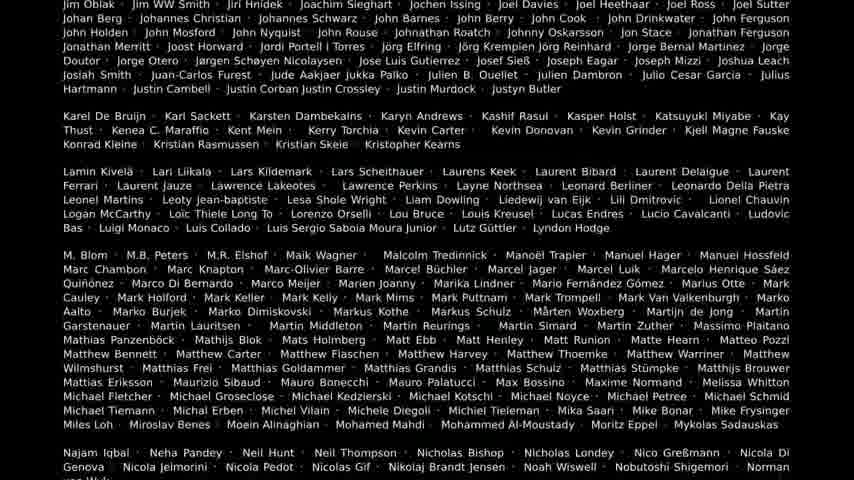 Jim Oblak · Jim WW Smith · Jiri Hnídek · Joachim Sieghart · Jochen Issing · Joel Davies · Joel Heethaar · Joel Ross · Joel Sutter
Johan Berg · Johannes Christian · Johannes Schwarz · John Barnes · John Berry · John Cook · John Drinkwater · John Ferguson
John Holden · John Mosford · John Nyquist · John Rouse · Johnathan Roatch · Johnny Oskarsson · Jon Stace · Jonathan Ferguson
Jonathan Merritt · Joost Horward · Jordi Portell i Torres · Jörg Elfring · Jörg Krempien Jörg Reinhard · Jorge Bernal Martinez · Jorge
Doutor · Jorge Otero · Jørgen Schøyen Nicolaysen · Jose Luis Gutierrez · Josef Sieß · Joseph Eagar · Joseph Mizzi · Joshua Leach
Josiah Smith · Juan-Carlos Furest · Jude Aakjaer Jukka Palko · Julien B. Ouellet · Julien Dambron · Julio Cesar Garcia · Julius
Hartmann · Justin Cambell · Justin Corban Justin Crossley · Justin Murdock · Justyn Butler
Karel De Bruijn · Karl Sackett · Karsten Dambekalns · Karyn Andrews · Kashif Rasul · Kasper Holst · Katsuyuki Miyabe · Kay
Thust · Kenea C. Maraffio · Kent Mein · Kerry Torchia · Kevin Carter · Kevin Donovan · Kevin Grinder · Kjell Magne Fauske
Konrad Kleine · Kristian Rasmussen · Kristian Skeie · Kristopher Kearns
Lamin Kivelä · Lari Liikala · Lars Kildemark · Lars Scheithauer · Laurens Keek · Laurent Bibard · Laurent Delaigue · Laurent
Ferrari · Laurent Jauze · Lawrence Lakeotes · Lawrence Perkins · Layne Northsea · Leonard Berliner · Leonardo Della Pietra
Leonel Martins · Leoty Jean-baptiste · Lesa Shole Wright · Liam Dowling · Liedewij van Eijk · Lili Dmitrovic · Lionel Chauvin
Logan McCarthy · Loïc Thiele Long To · Lorenzo Orselli · Lou Bruce · Louis Kreusel · Lucas Endres · Lucio Cavalcanti · Ludovic
Bas · Luigi Monaco · Luis Collado · Luis Sergio Saboia Moura Junior · Lutz Güttler · Lyndon Hodge
M. Blom · M.B. Peters · M.R. Elshof · Maik Wagner · Malcolm Tredinnick · Manoël Trapier · Manuel Hager · Manuel Hossfeld
Marc Chambon · Marc Knapton · Marc-Olivier Barre · Marcel Büchler · Marcel Jager · Marcel Luik · Marcelo Henrique Sáez
Quiñónez · Marco Di Bernardo · Marco Meijer · Marien Joanny · Marika Lindner · Mario Fernández Gómez · Marius Otte · Mark
Cauley · Mark Holford · Mark Keller · Mark Kelly · Mark Mims · Mark Puttnam · Mark Trompell · Mark Van Valkenburgh · Marko
Aalto · Marko Burjek · Marko Dimiskovski · Markus Kothe · Markus Schulz · Mårten Woxberg · Martijn de Jong · Martin
Garstenauer · Martin Lauritsen · Martin Middleton · Martin Reurings · Martin Simard · Martin Zuther · Massimo Plaitano
Mathias Panzenböck · Mathijs Blok · Mats Holmberg · Matt Ebb · Matt Henley · Matt Runion · Matte Hearn · Matteo Pozzi
Matthew Bennett · Matthew Carter · Matthew Flaschen · Matthew Harvey · Matthew Thoemke · Matthew Warriner · Matthew
Wilmshurst · Matthias Frei · Matthias Goldammer · Matthias Grandis · Matthias Schulz · Matthias Stümpke · Matthijs Brouwer
Mattias Eriksson · Maurizio Sibaud · Mauro Bonecchi · Mauro Palatucci · Max Bossino · Maxime Normand · Melissa Whitton
Michael Fletcher · Michael Groseclose · Michael Kedzierski · Michael Kotschi · Michael Noyce · Michael Petree · Michael Schmid
Michael Tiemann · Michal Erben · Michel Vilain · Michele Diegoli · Michiel Tieleman · Mika Saari · Mike Bonar · Mike Frysinger
Miles Loh · Miroslav Benes · Moein Alinaghian · Mohamed Mahdi · Mohammed Al-Moustady · Moritz Eppel · Mykolas Sadauskas
Najam Iqbal · Neha Pandey · Neil Hunt · Neil Thompson · Nicholas Bishop · Nicholas Londey · Nico Greßmann · Nicola Di
Genova · Nicola Jelmorini · Nicola Pedot · Nicolas Gif · Nikolaj Brandt Jensen · Noah Wiswell · Nobutoshi Shigemori · Norman